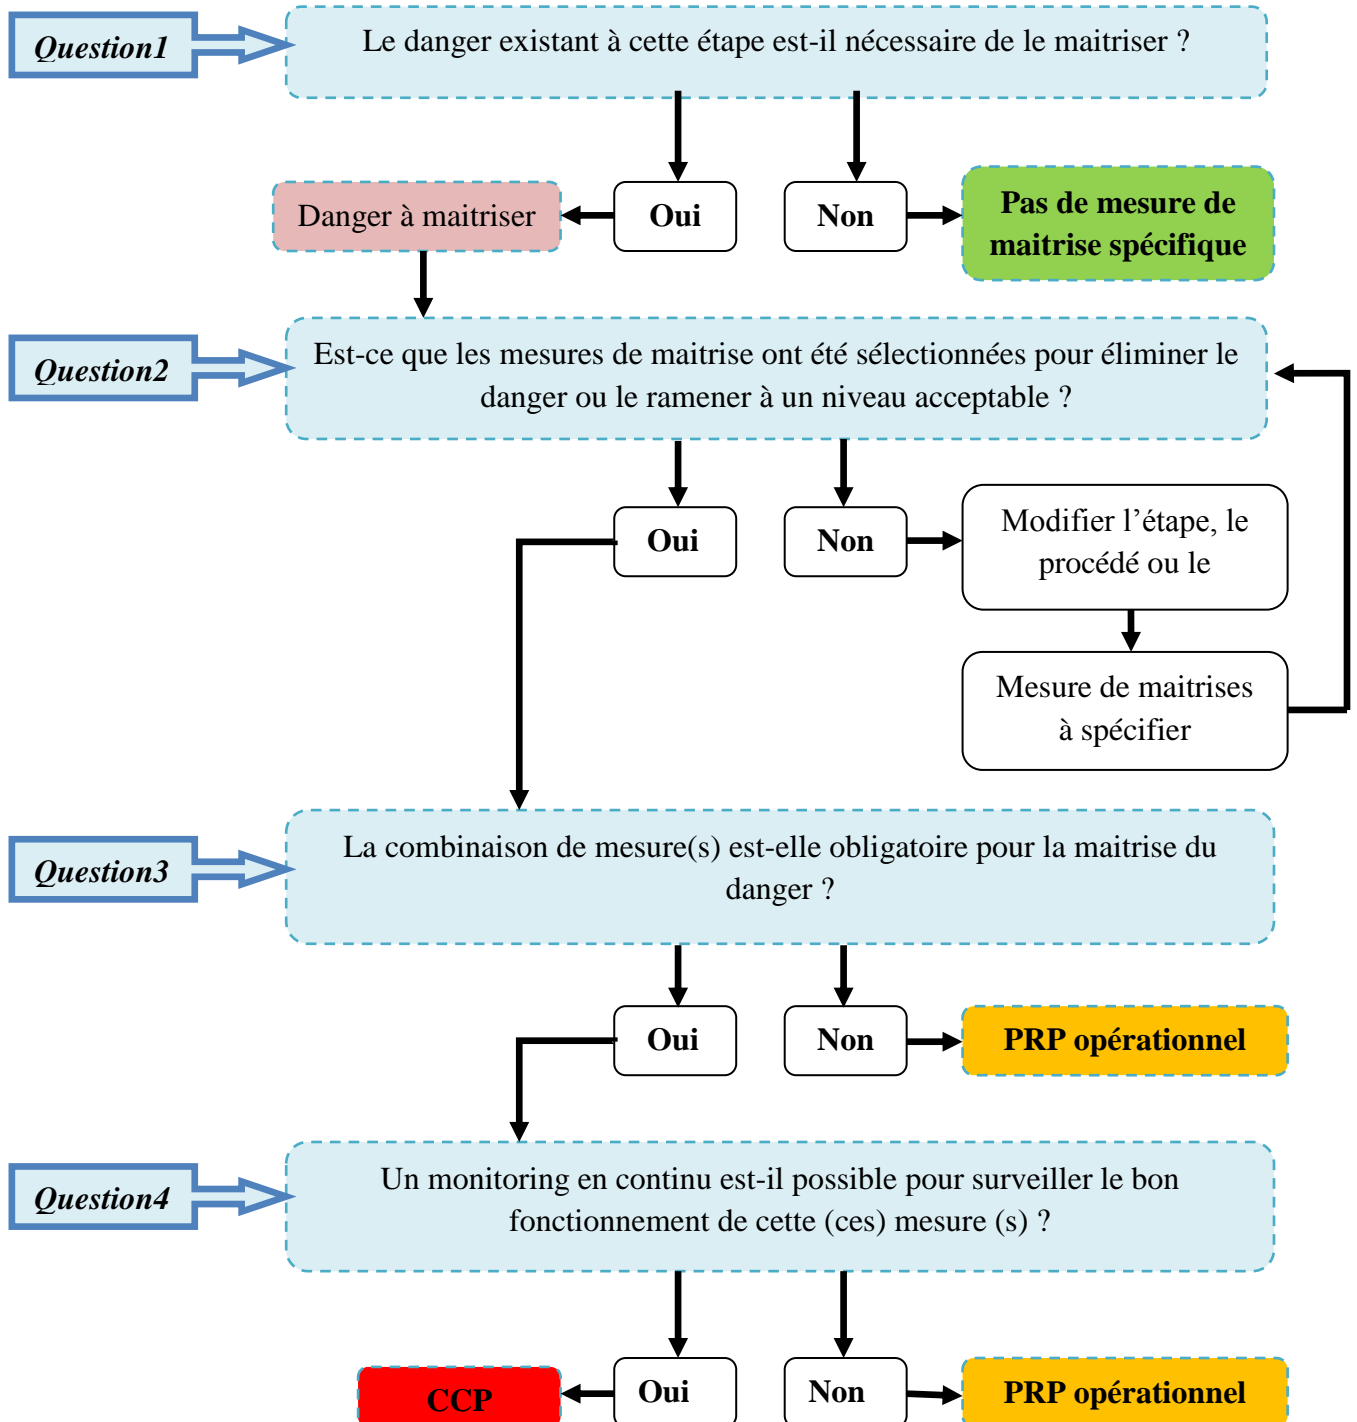 Question1
Le danger existant à cette étape est-il nécessaire de le maitriser ?
Danger à maitriser
Oui
Non
Pas de mesure de
maitrise spécifique
Question2
Est-ce que les mesures de maitrise ont été sélectionnées pour éliminer le
danger ou le ramener à un niveau acceptable ?
Oui
Non
Modifier l’étape, le
procédé ou le
Mesure de maitrises
à spécifier
Question3
La combinaison de mesure(s) est-elle obligatoire pour la maitrise du
danger ?
Oui
Non
PRP opérationnel
Question4
Un monitoring en continu est-il possible pour surveiller le bon
fonctionnement de cette (ces) mesure (s) ?
CCP
Oui
Non
PRP opérationnel